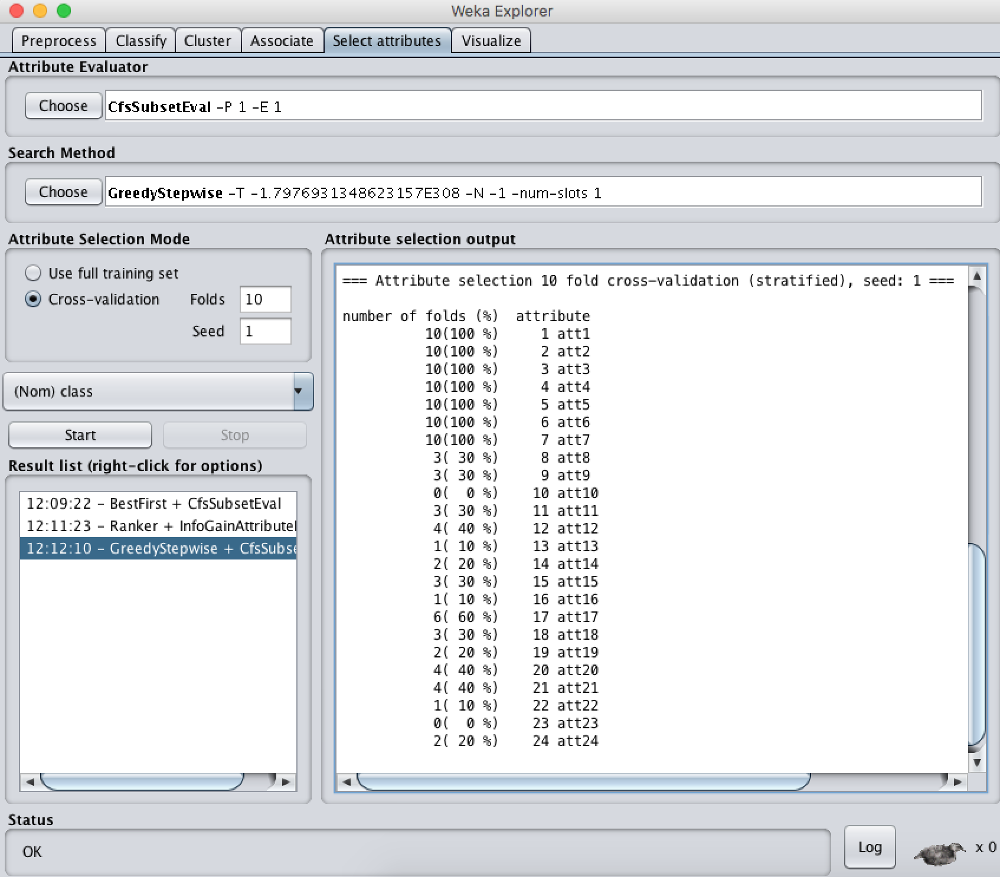 Weka Explorer
Preprocess Classify Cluster Associate Select attributes Visualize
Attribute Evaluator
Choose CfsSubsetEval -P 1 -E 1
Search Method
Choose GreedyStepwise -T -1.7976931348623157E308 -N -1 -num-slots 1
Attribute Selection Mode
Use full training set
Cross-validation Folds 10
Seed 1
(Nom) class
Start Stop
Result list (right-click for options)
12:09:22 - BestFirst + CfsSubsetEval
12:11:23 - Ranker + InfoGainAttribute
12:12:10 - GreedyStepwise + CfsSubse
Attribute selection output
=== Attribute selection 10 fold cross-validation (stratified), seed: 1 ===
number of folds (%)  attribute
10(100 %) 1 att1
10(100 %) 2 att2
10(100 %) 3 att3
10(100 %) 4 att4
10(100 %) 5 att5
10(100 %) 6 att6
10(100 %) 7 att7
3( 30 %) 8 att8
3( 30 %) 9 att9
0( 0 %) 10 att10
3( 30 %) 11 att11
4( 40 %) 12 att12
1( 10 %) 13 att13
2( 20 %) 14 att14
3( 30 %) 15 att15
1( 10 %) 16 att16
6( 60 %) 17 att17
3( 30 %) 18 att18
2( 20 %) 19 att19
4( 40 %) 20 att20
4( 40 %) 21 att21
1( 10 %) 22 att22
0( 0 %) 23 att23
2( 20 %) 24 att24
Status
OK
Log x 0